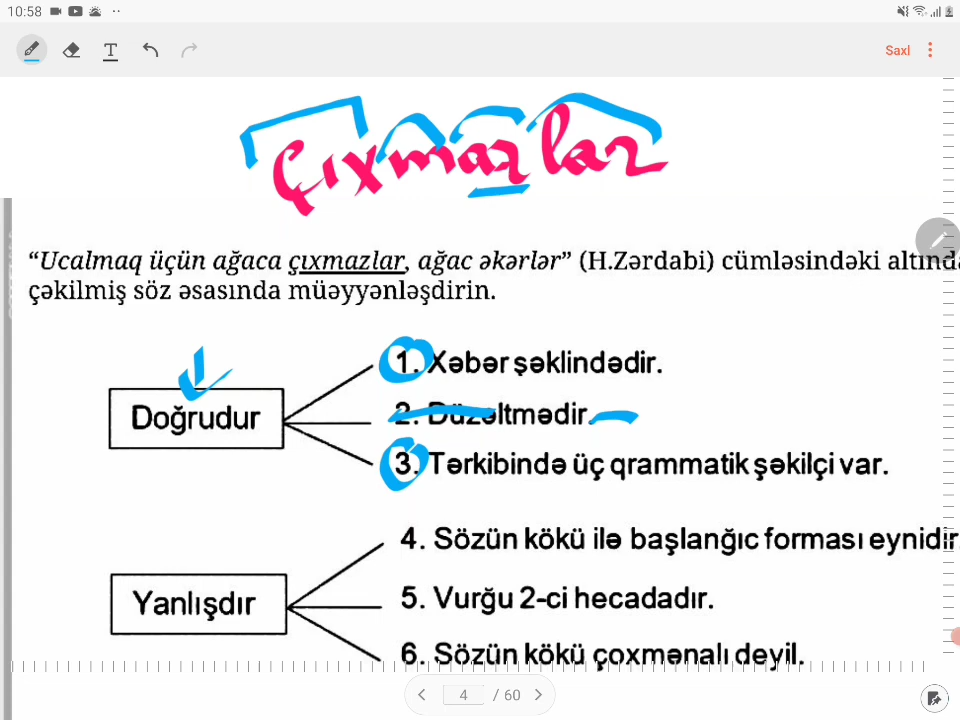 10:58
T
Saxl
çıxmazlar
“Ucalmaq üçün ağaca çıxmazlar, ağac əkərlər” (H.Zərdabi) cümləsindəki altında
çəkilmiş söz əsasında müəyyənləşdirin.
Doğrudur
1. Xəbər şəklindədir.
2. Düzəltmədir.
3. Tərkibində üç qrammatik şəkilçi var.
Yanlışdır
4. Sözün kökü ilə başlanğıc forması eynidir.
5. Vurğu 2-ci hecadadır.
6. Sözün kökü çoxmənalı deyil.
4 / 60